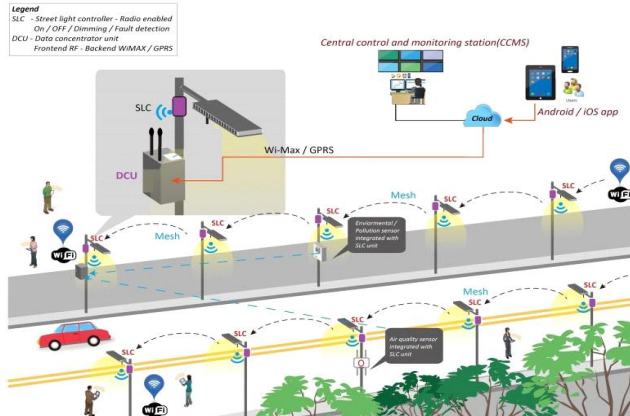 Legend
SLC - Street light controller - Radio enabled
On / OFF / Dimming / Fault detection
DCU - Data concentrator unit
Frontend RF - Backend WiMAX / GPRS
Central control and monitoring station(CCMS)
Users
Cloud
Android / iOS app
SLC
DCU
Wi-Max / GPRS
WiFi
SLC
Mesh
SLC
SLC
Enviormental /
Pollution sensor
integrated with
SLC unit
Mesh
SLC
SLC
WiFi
SLC
SLC
SLC
Mesh
SLC
SLC
Air quality sensor
integrated with
SLC unit
WiFi